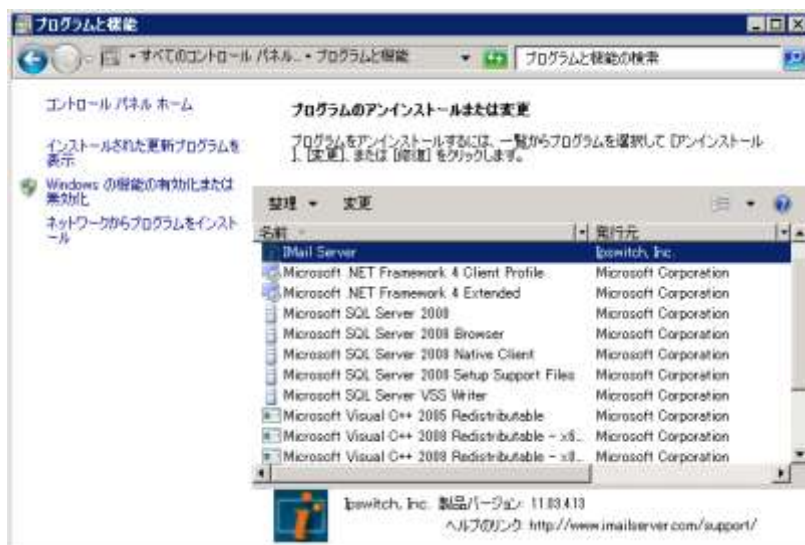 プログラムと機能
すべてのコントロール パネル... プログラムと機能
プログラムと機能の検索
コントロール パネル ホーム
インストールされた更新プログラムを
表示
Windows の機能の有効化または
無効化
ネットワークからプログラムをインスト
ール
プログラムのアンインストールまたは変更
プログラムをアンインストールするには、一覧からプログラムを選択して [アンインストール
]、[変更]、または [修復] をクリックします。
整理 変更
名前 発行元
IMail Server Ipswitch, Inc.
Microsoft .NET Framework 4 Client Profile Microsoft Corporation
Microsoft .NET Framework 4 Extended Microsoft Corporation
Microsoft SQL Server 2008 Microsoft Corporation
Microsoft SQL Server 2008 Browser Microsoft Corporation
Microsoft SQL Server 2008 Native Client Microsoft Corporation
Microsoft SQL Server 2008 Setup Support Files Microsoft Corporation
Microsoft SQL Server VSS Writer Microsoft Corporation
Microsoft Visual C++ 2005 Redistributable Microsoft Corporation
Microsoft Visual C++ 2008 Redistributable - x6... Microsoft Corporation
Microsoft Visual C++ 2008 Redistributable - x8... Microsoft Corporation
Ipswitch, Inc. 製品バージョン: 11.03.4.13
ヘルプのリンク: http://www.imailserver.com/support/